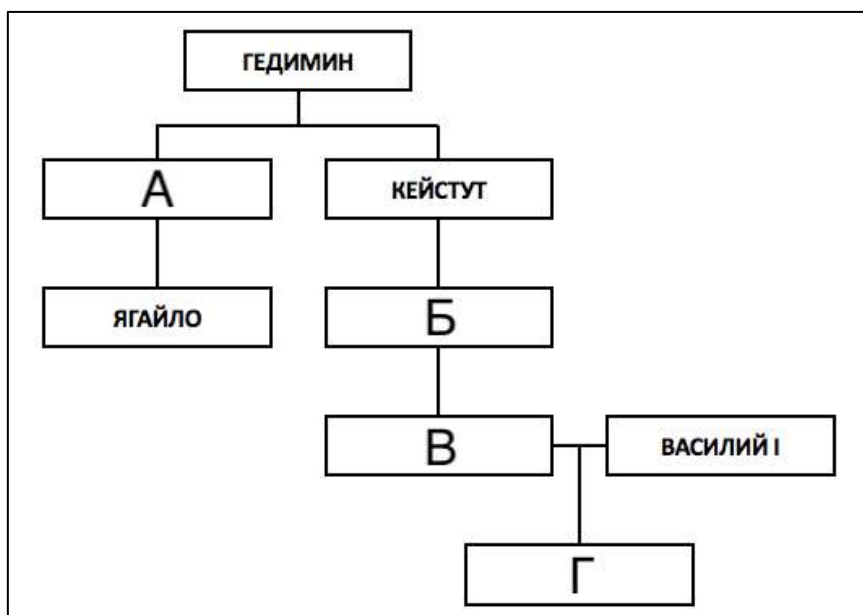 ГЕДИМИН
А
КЕЙСТУТ
ЯГАЙЛО
Б
В
ВАСИЛИЙ I
Г